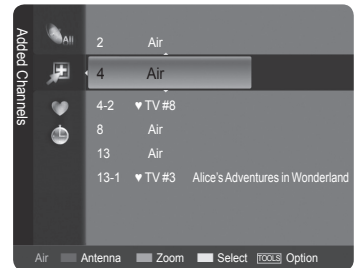 Added Channels
All
2 Air
4 Air
4-2 ♥ TV #8
8 Air
13 Air
13-1 ♥ TV #3 Alice's Adventures in Wonderland
Air Antenna Zoom Select TOOLS Option